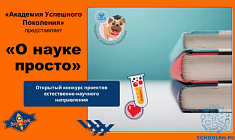 «Академия Успешного
Поколения»
представляет
«О науке
просто»
Открытый конкурс проектов
естественно-научного
направления